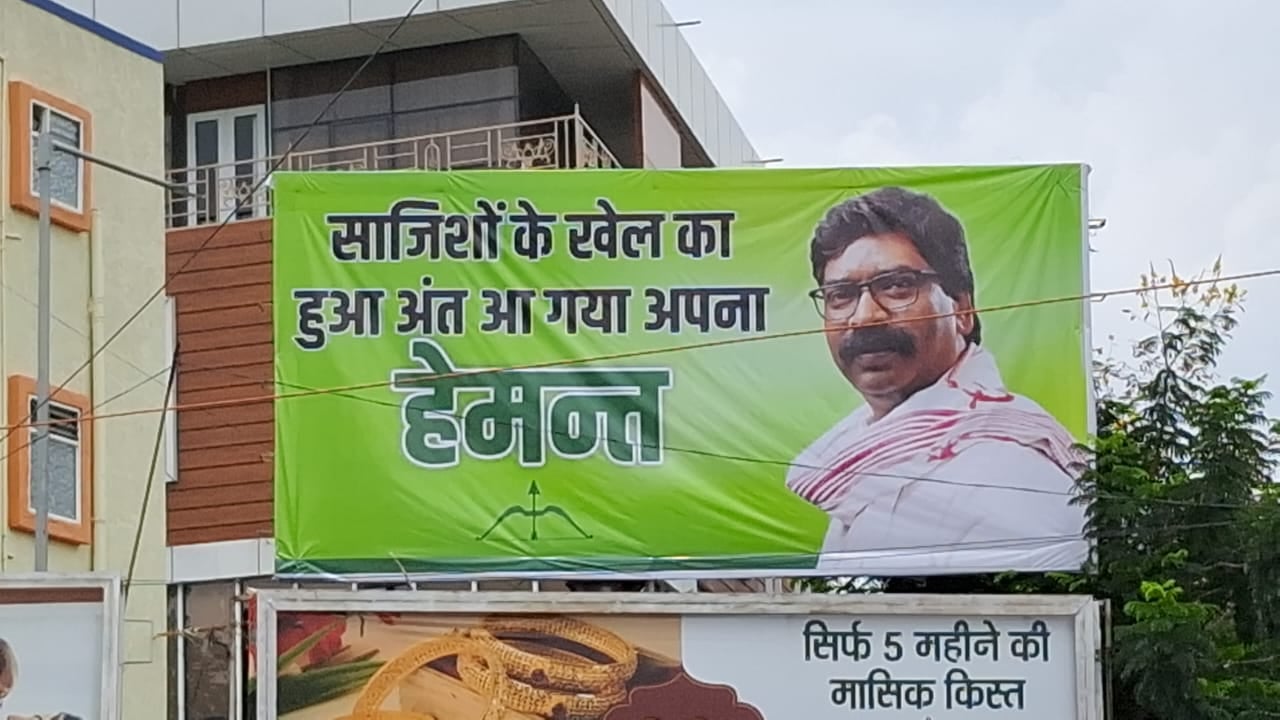 साजिशों के खेल का
हुआ अंत आ गया अपना
हेमन्त
सिर्फ 5 महीने की
मासिक किस्त